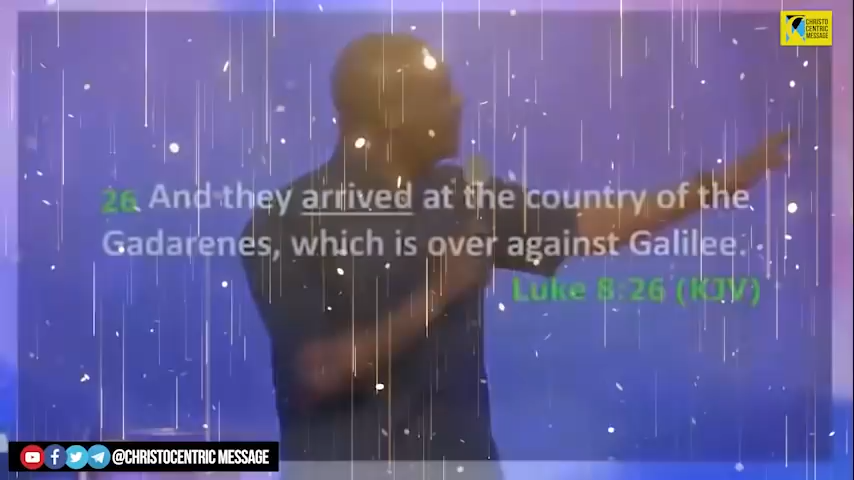 CHRISTO
CENTRIC
MESSAGE
26 And they arrived at the country of the
Gadarenes, which is over against Galilee.
Luke 8:26 (KJV)
@CHRISTOCENTRIC MESSAGE